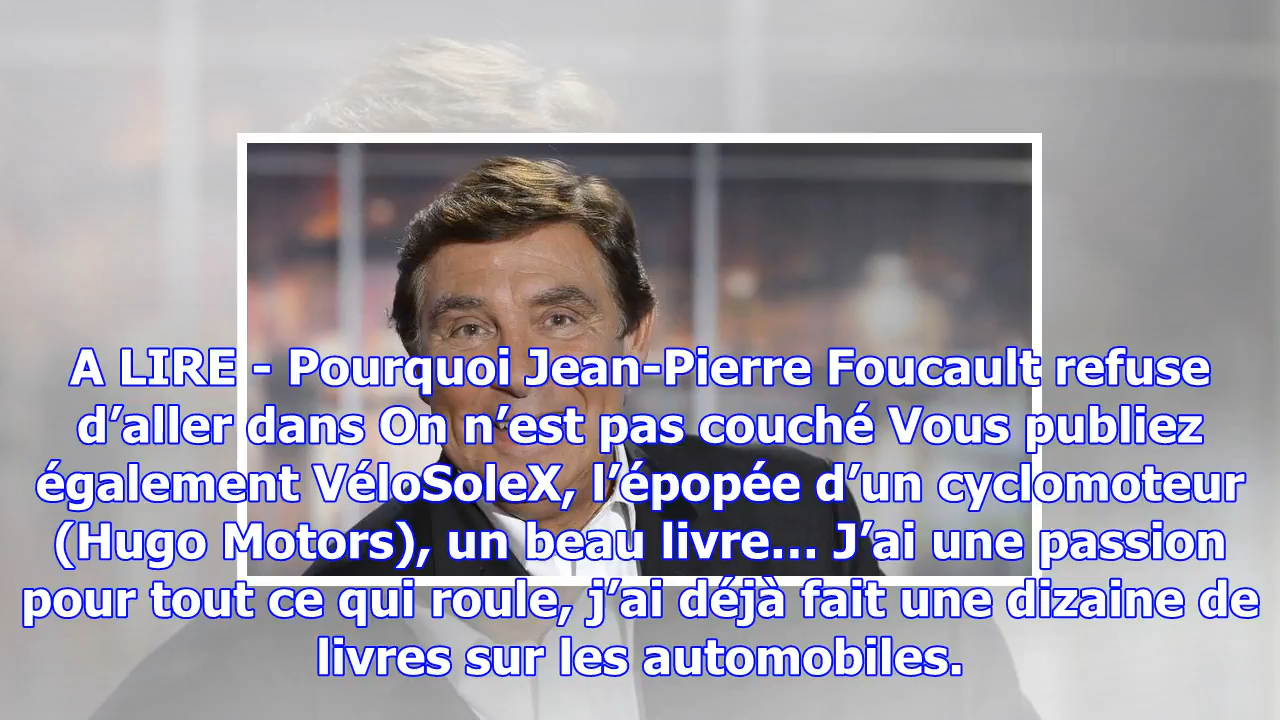 A LIRE - Pourquoi Jean-Pierre Foucault refuse
d’aller dans On n’est pas couché Vous publiez
également VéloSoleX, l’épopée d’un cyclomoteur
(Hugo Motors), un beau livre... J’ai une passion
pour tout ce qui roule, j’ai déjà fait une dizaine de
livres sur les automobiles.